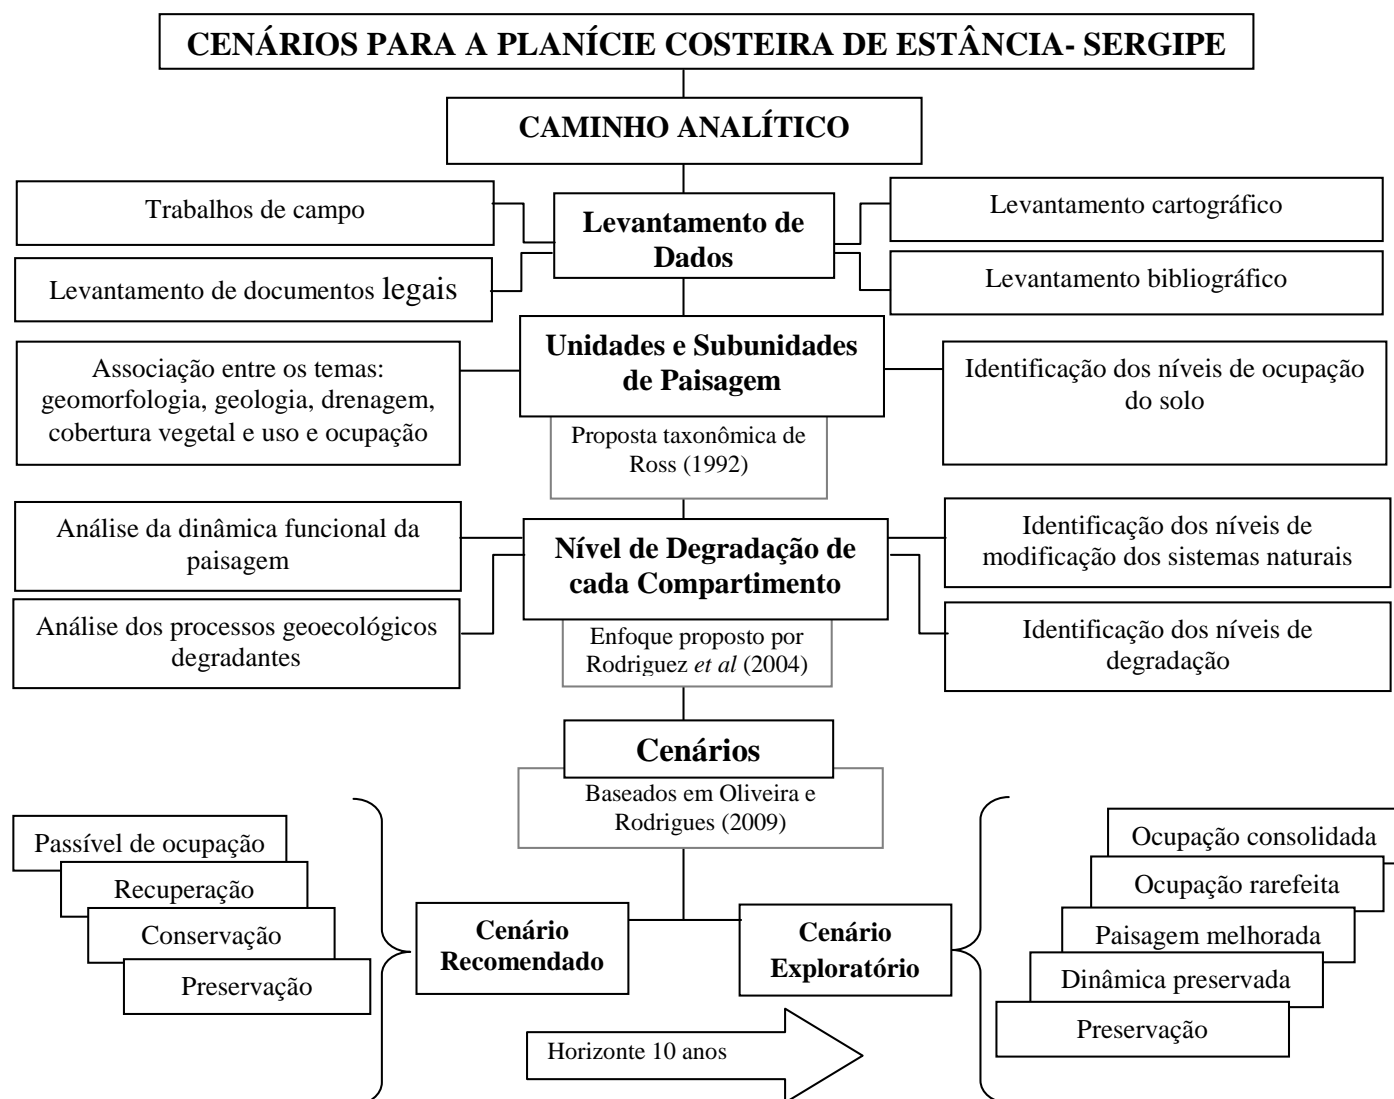 CENÁRIOS PARA A PLANÍCIE COSTEIRA DE ESTÂNCIA- SERGIPE
CAMINHO ANALÍTICO
Trabalhos de campo
Levantamento de documentos legais
Levantamento de
Dados
Levantamento cartográfico
Levantamento bibliográfico
Associação entre os temas:
geomorfologia, geologia, drenagem,
cobertura vegetal e uso e ocupação
Unidades e Subunidades
de Paisagem
Proposta taxonômica de
Ross (1992)
Identificação dos níveis de ocupação
do solo
Análise da dinâmica funcional da
paisagem
Análise dos processos geoecológicos
degradantes
Nível de Degradação de
cada Compartimento
Enfoque proposto por
Rodriguez et al (2004)
Identificação dos níveis de
modificação dos sistemas naturais
Identificação dos níveis de
degradação
Cenários
Baseados em Oliveira e
Rodrigues (2009)
Passível de ocupação
Recuperação
Conservação
Preservação
Cenário
Recomendado
Cenário
Exploratório
Ocupação consolidada
Ocupação rarefeita
Paisagem melhorada
Dinâmica preservada
Preservação
Horizonte 10 anos